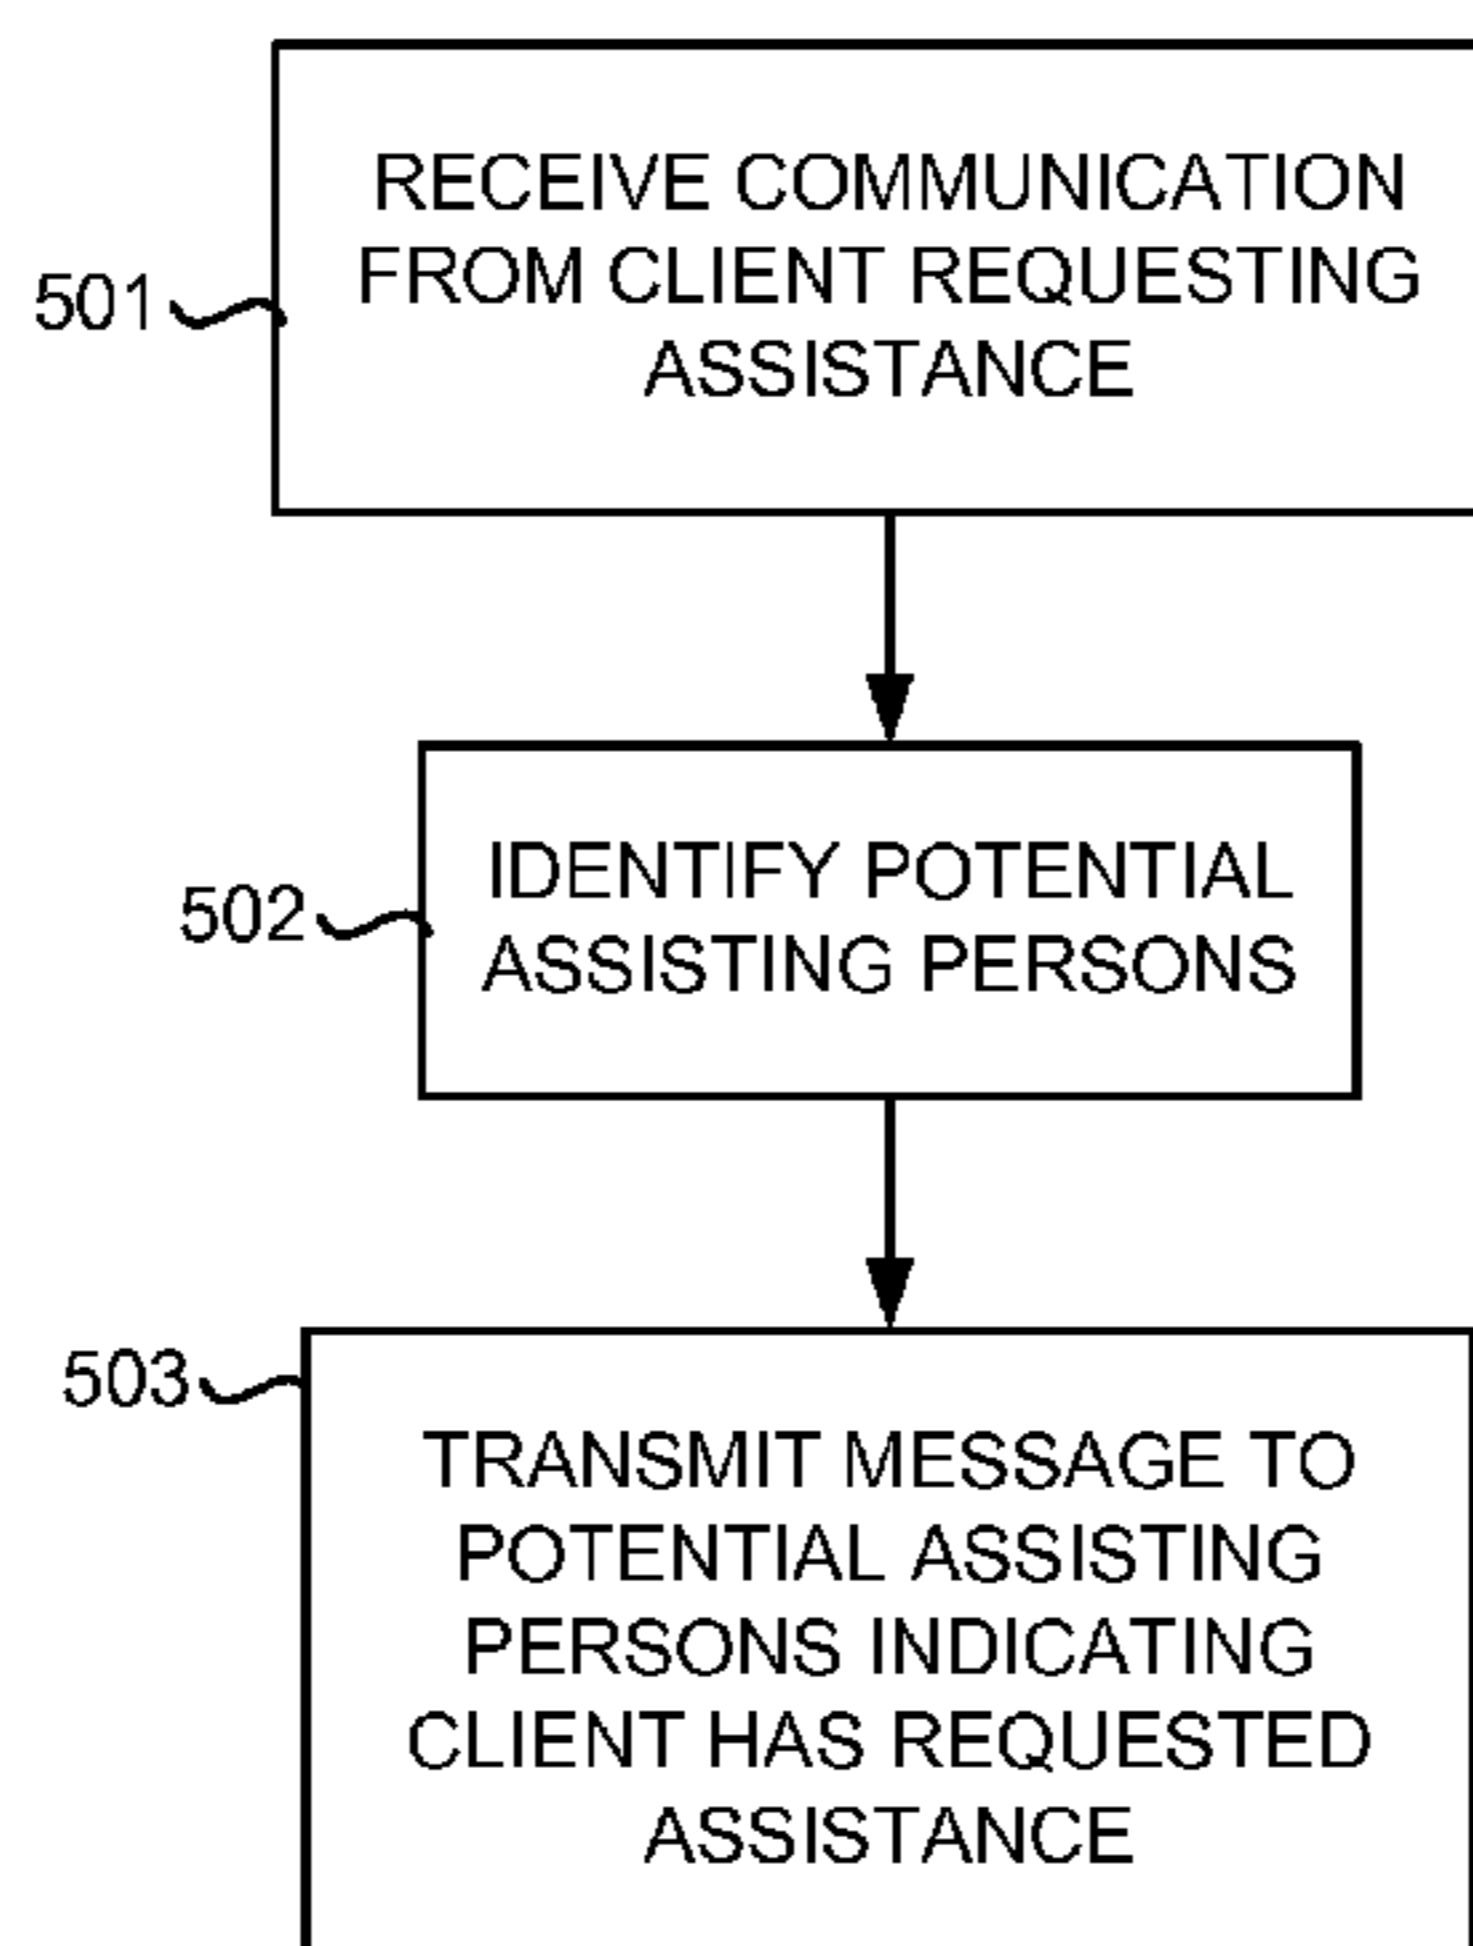 RECEIVE COMMUNICATION
FROM CLIENT REQUESTING
ASSISTANCE
501
IDENTIFY POTENTIAL
ASSISTING PERSONS
502
503
TRANSMIT MESSAGE TO
POTENTIAL ASSISTING
PERSONS INDICATING
CLIENT HAS REQUESTED
ASSISTANCE